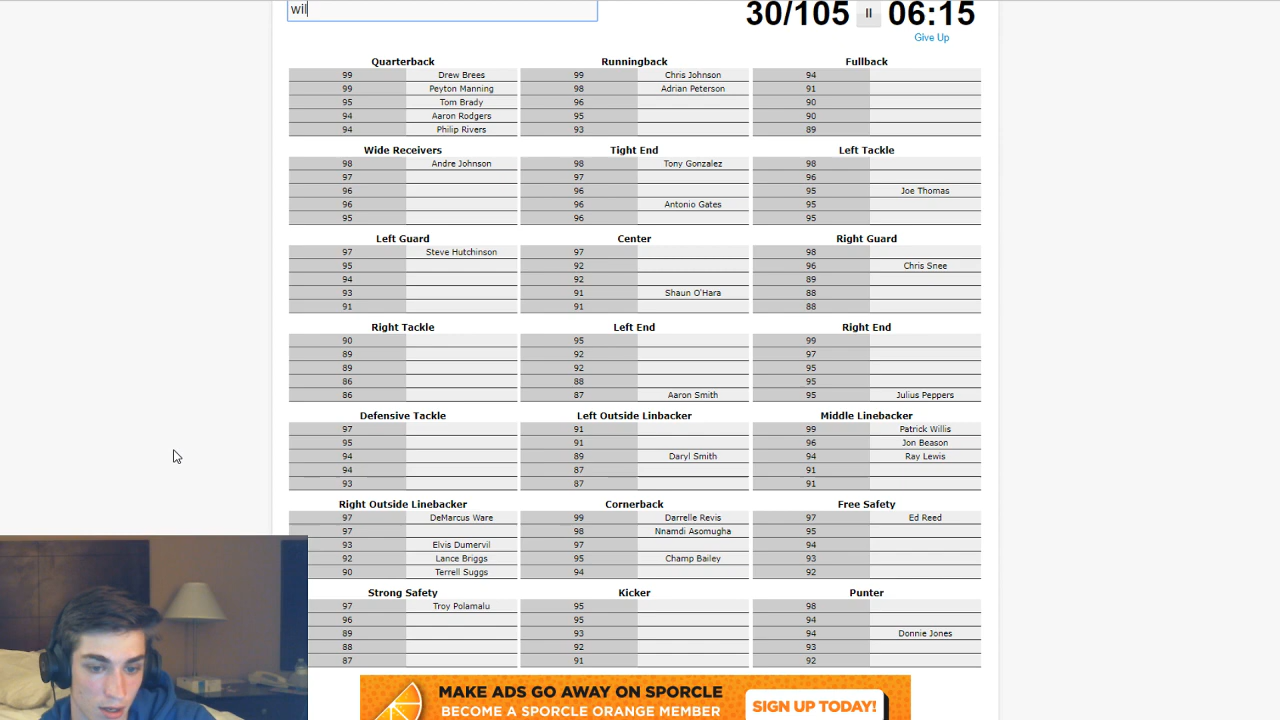 wil
30/105 II 06:15
Give Up
Quarterback Runningback Fullback
99 Drew Brees 99 Chris Johnson 94
99 Peyton Manning 98 Adrian Peterson 91
95 Tom Brady 96 90
94 Aaron Rodgers 95 90
94 Philip Rivers 93 89
Wide Receivers Tight End Left Tackle
98 Andre Johnson 98 Tony Gonzalez 98
97 97 96
96 96 95 Joe Thomas
96 96 Antonio Gates 95
95 96 95
Left Guard Center Right Guard
97 Steve Hutchinson 97 98
95 92 96 Chris Snee
94 92 89
93 91 Shaun O'Hara 88
91 91 88
Right Tackle Left End Right End
90 95 99
89 92 97
89 92 95
86 88 95
86 87 Aaron Smith 95 Julius Peppers
Defensive Tackle Left Outside Linbacker Middle Linebacker
97 91 99 Patrick Willis
95 91 96 Jon Beason
94 89 Daryl Smith 94 Ray Lewis
94 87 91
93 87 91
Right Outside Linebacker Cornerback Free Safety
97 DeMarcus Ware 99 Darrelle Revis 97 Ed Reed
97 98 Nnamdi Asomugha 95
93 Elvis Dumervil 97 94
92 Lance Briggs 95 Champ Bailey 93
90 Terrell Suggs 94 92
Strong Safety Kicker Punter
97 Troy Polamalu 95 98
96 95 94
89 93 94 Donnie Jones
88 92 93
87 91 92
MAKE ADS GO AWAY ON SPORCLE
BECOME A SPORCLE ORANGE MEMBER
SIGN UP TODAY!